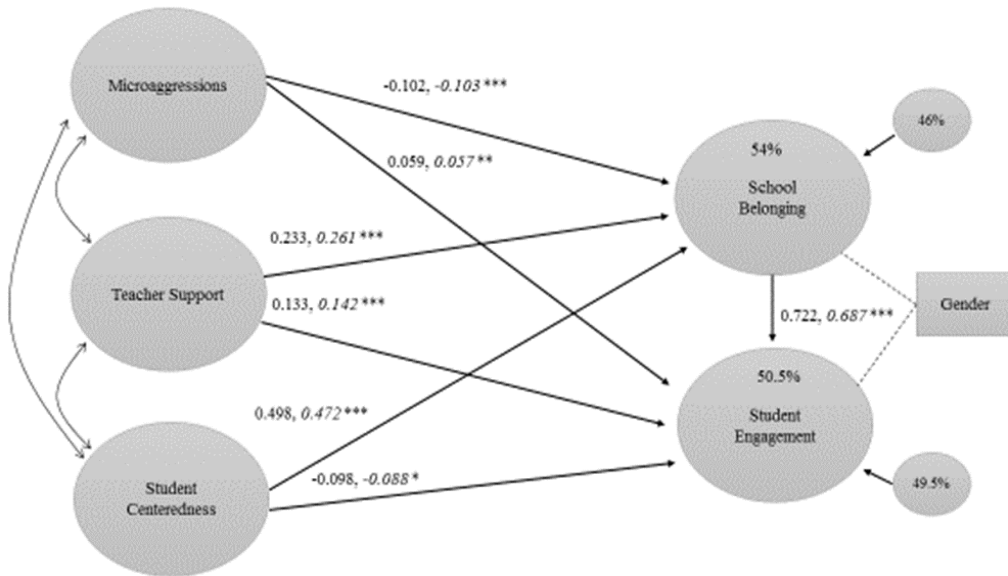 Microaggressions
-0.102, -0.103***
46%
54%
School
Belonging
0.059, 0.057**
0.233, 0.261***
Teacher Support
0.133, 0.142***
Gender
0.722, 0.687***
50.5%
Student
Engagement
0.498, 0.472***
Student
Centeredness
-0.098, -0.088*
49.5%